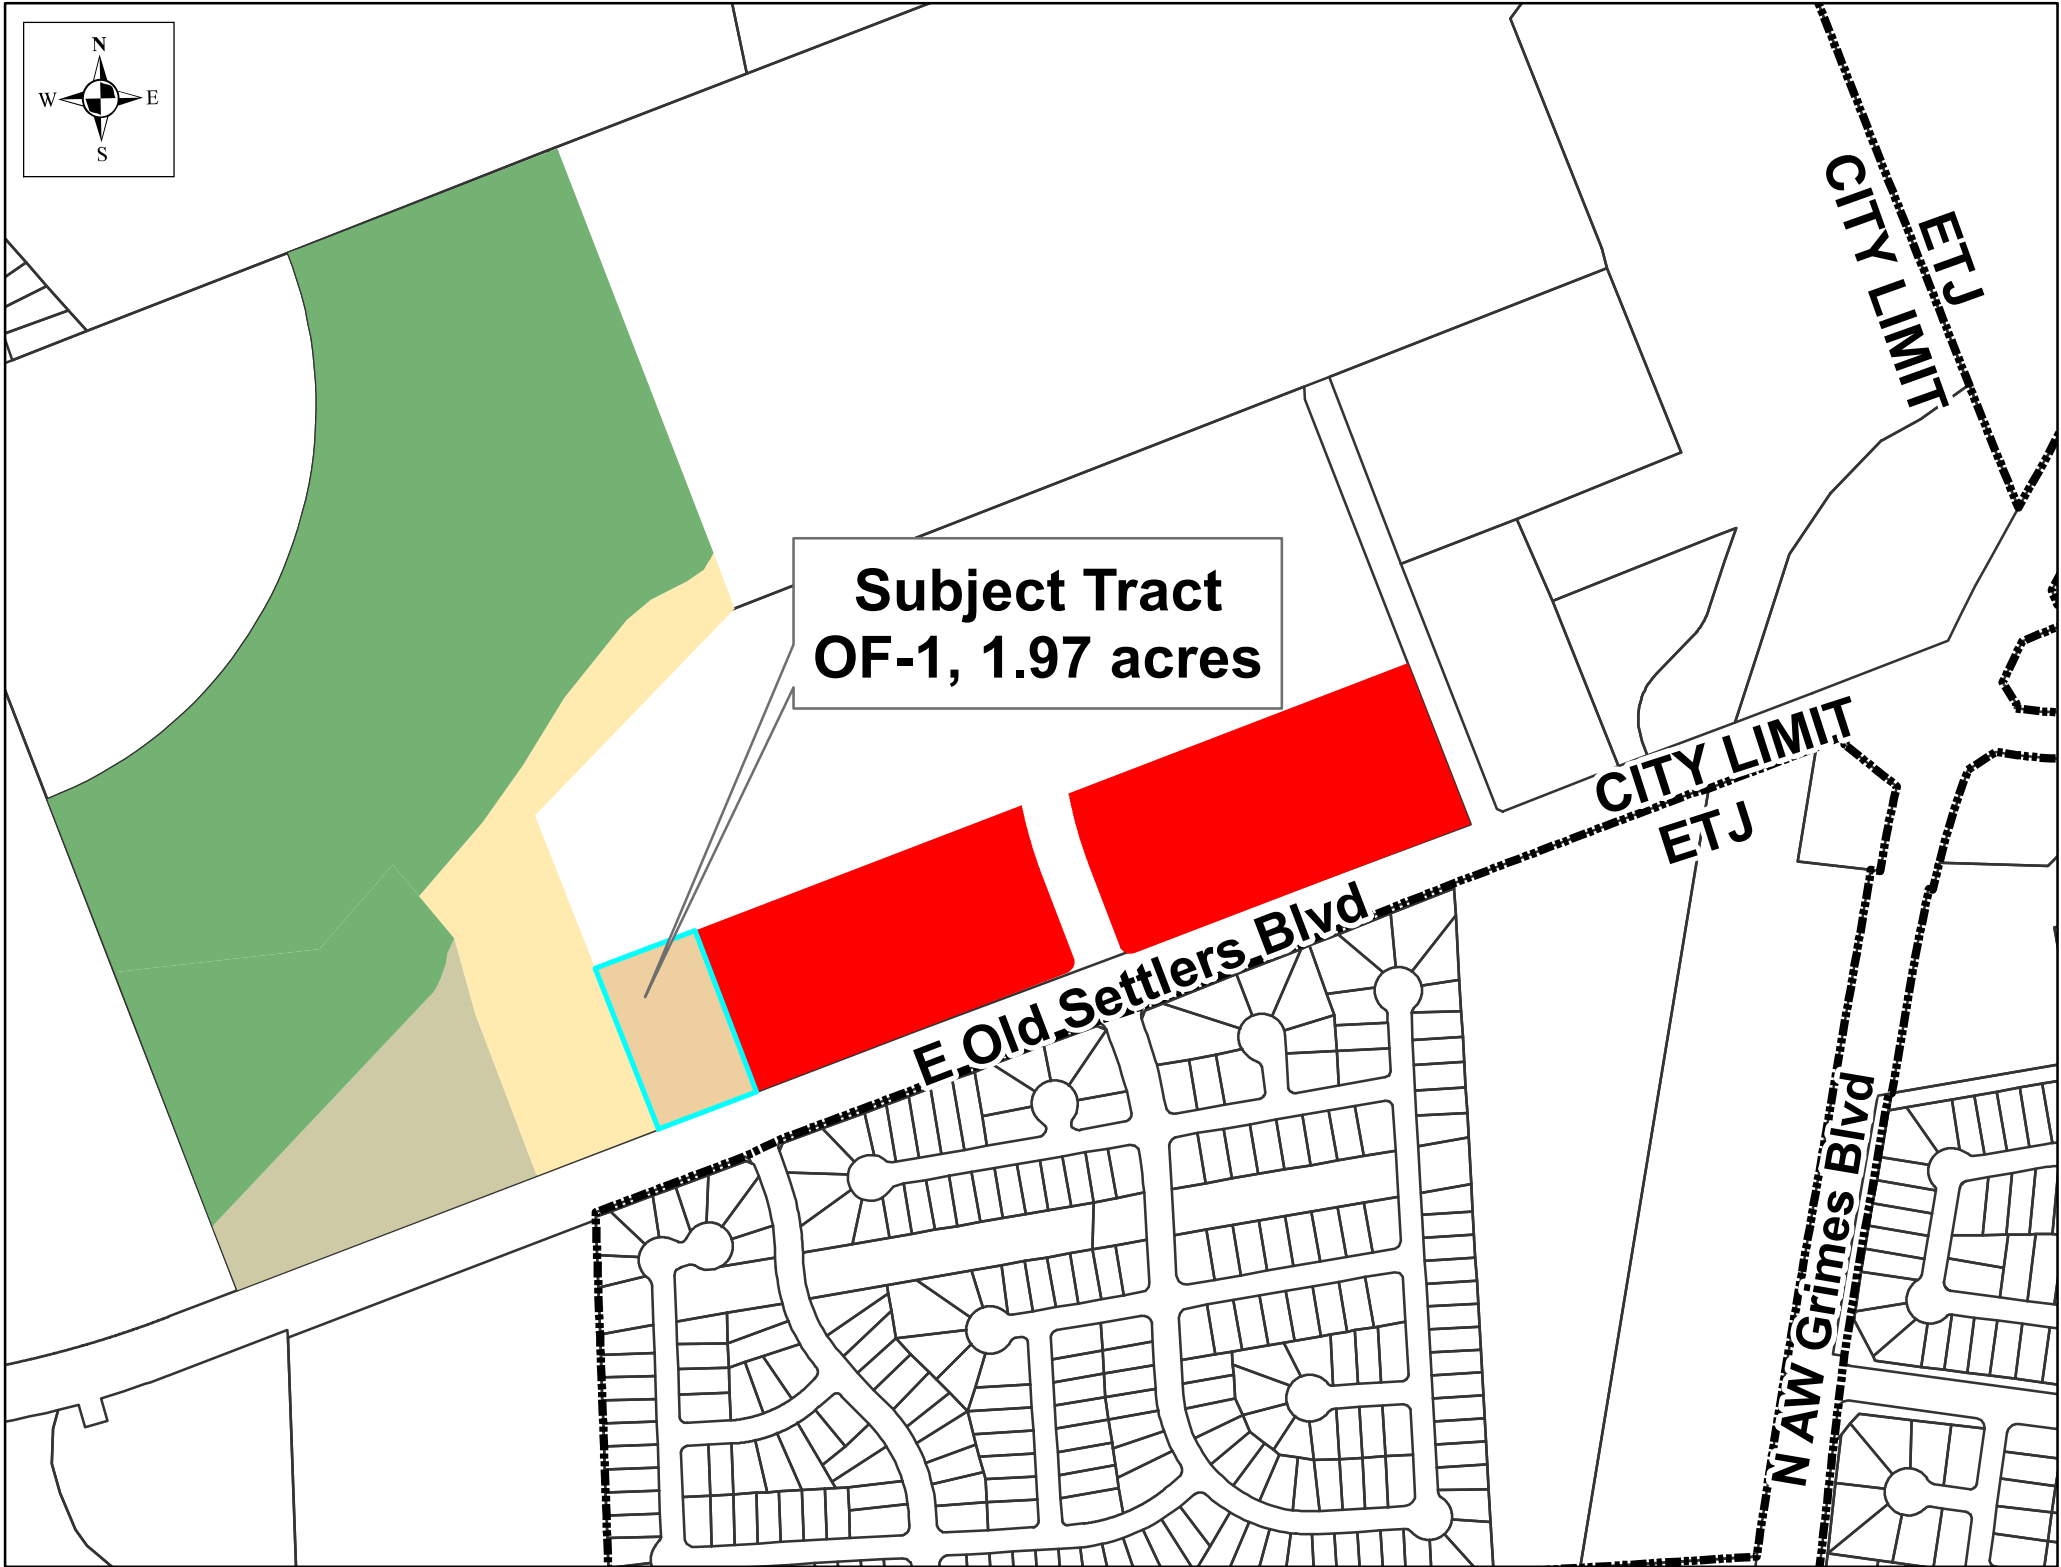 N
W E
S
CITY LIMIT
ETJ
Subject Tract
OF-1, 1.97 acres
CITY LIMIT
ETJ
E Old Settlers Blvd
N AW Grimes Blvd